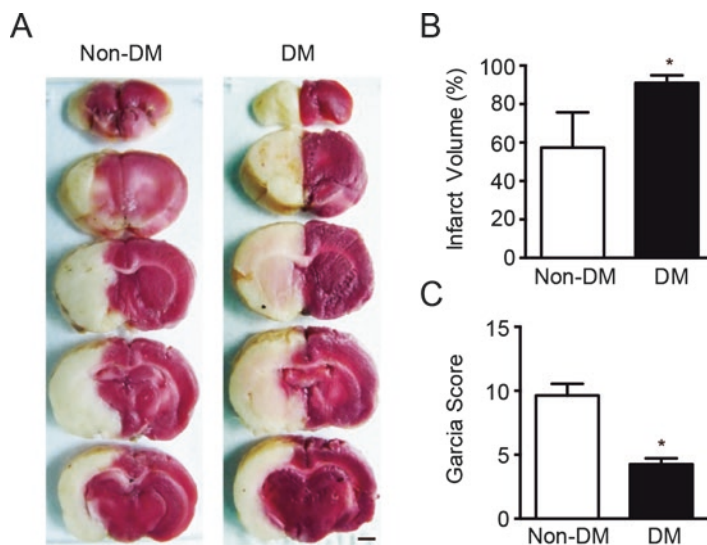 A
Non-DM
DM
B
Infarct Volume (%)
100
80
60
40
20
0
*
Non-DM
DM
C
Garcia Score
15
10
5
0
*
Non-DM
DM